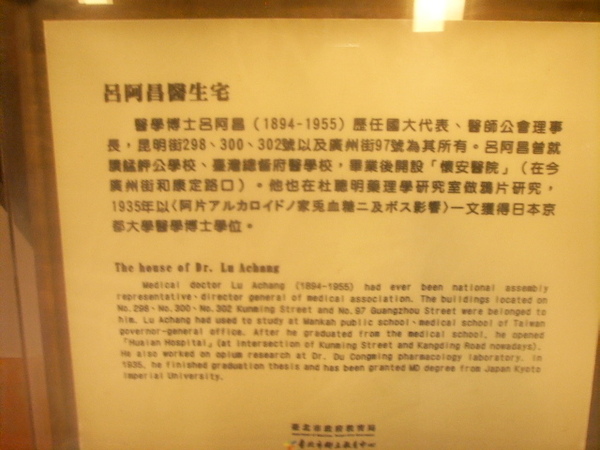 呂阿昌醫生宅
醫學博士呂阿昌（1894-1955）歷任國大代表、醫師公會理事
長，昆明街298、300、302號以及廣州街97號為其所有。呂阿昌曾就
讀艋舺公學校、臺灣總督府醫學校，畢業後開設「懷安醫院」（在今
廣州街和康定路口）。他也在杜聰明藥理學研究室做鴉片研究，
1935年以〈阿片アルカロイドノ家兎血糖ニ及ボス影響〉一文獲得日本京
都大學醫學博士學位。
The house of Dr. Lu Achang
Medical doctor Lu Achang (1894-1955) had ever been national assembly
representative、director general of medical association. The buildings located on
No.298、No.300、No.302 Kunming Street and No.97 Guangzhou Street were belonged to
him. Lu Achang had used to study at Wankah public school、medical school of Taiwan
governor-general office. After he graduated from the medical school, he opened
「Huaian Hospital」(at intersection of Kunming Street and Kangding Road nowadays).
He also worked on opium research at Dr. Du Congming pharmacology laboratory. In
1935, he finished graduation thesis and has been granted MD degree from Japan Kyoto
Imperial University.
臺北市政府教育局
臺北市鄉土教育中心